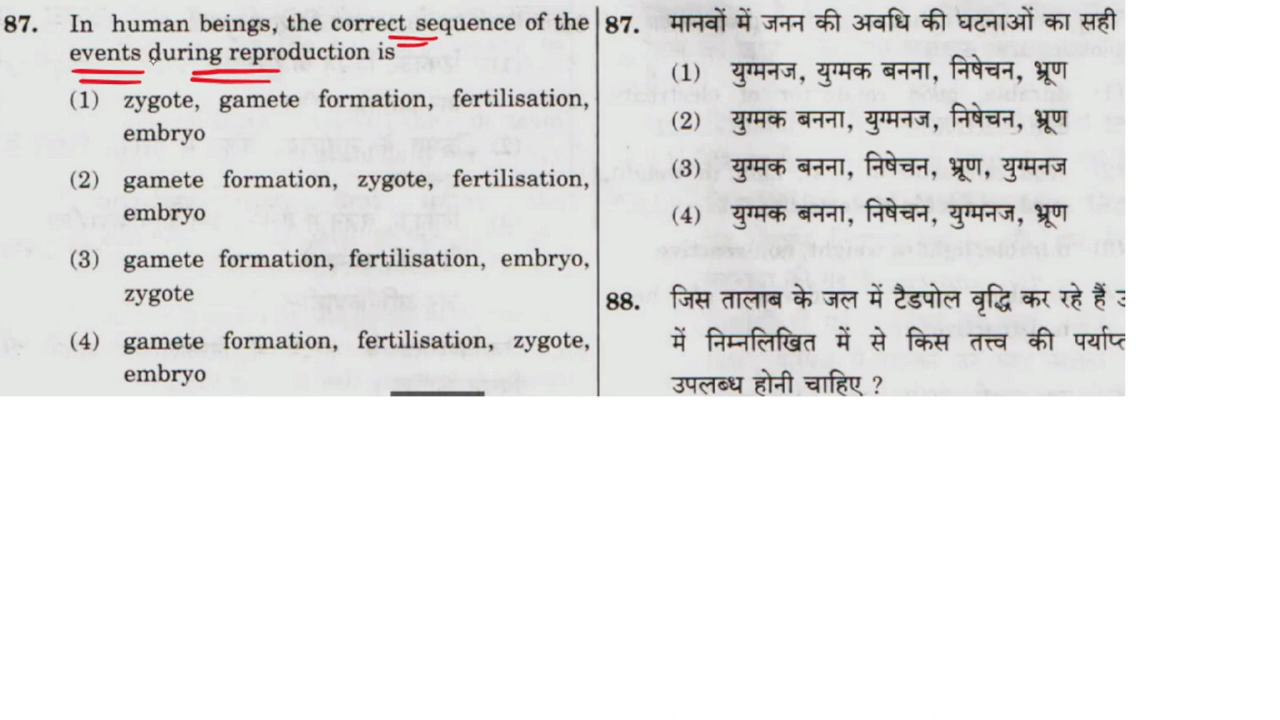 87. In human beings, the correct sequence of the
events during reproduction is
(1) zygote, gamete formation, fertilisation,
embryo
(2) gamete formation, zygote, fertilisation,
embryo
(3) gamete formation, fertilisation, embryo,
zygote
(4) gamete formation, fertilisation, zygote,
embryo
87. मानवों में जनन की अवधि की घटनाओं का सही
(1) युग्मनज, युग्मक बनना, निषेचन, भ्रूण
(2) युग्मक बनना, युग्मनज, निषेचन, भ्रूण
(3) युग्मक बनना, निषेचन, भ्रूण, युग्मनज
(4) युग्मक बनना, निषेचन, युग्मनज, भ्रूण
88. जिस तालाब के जल में टैडपोल वृद्धि कर रहे हैं
में निम्नलिखित में से किस तत्त्व की पर्याप्त
उपलब्ध होनी चाहिए ?